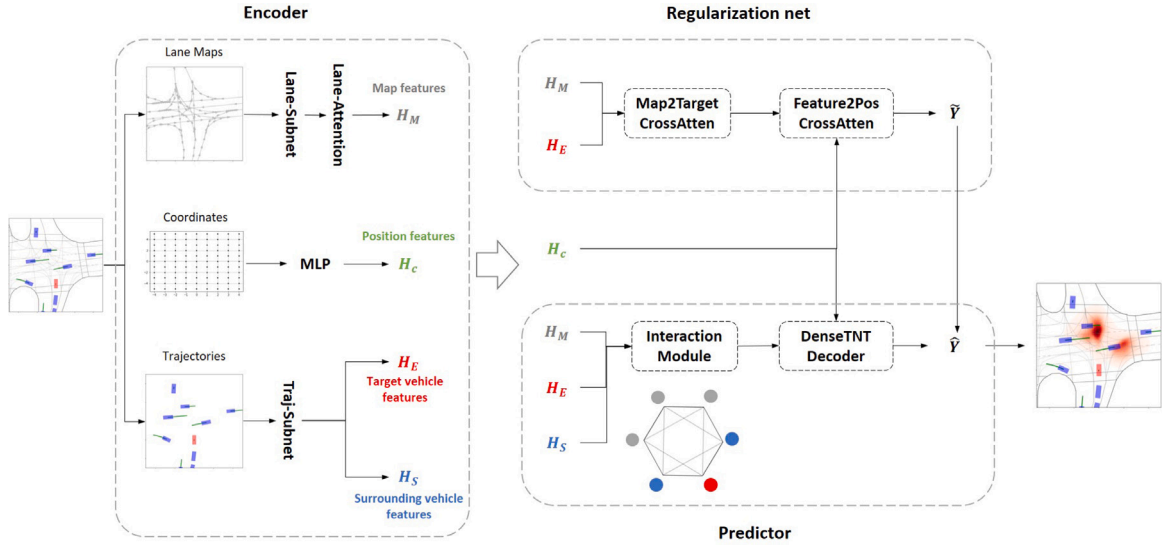 Encoder
Regularization net
Lane Maps
Lane-Subnet
Lane-Attention
Map features
H_M
Coordinates
MLP
Position features
H_c
Trajectories
Traj-Subnet
H_E
Target vehicle
features
H_S
Surrounding vehicle
features
H_M
H_E
Map2Target
CrossAtten
Feature2Pos
CrossAtten
Ỹ
H_c
H_M
H_E
H_S
Interaction
Module
DenseTNT
Decoder
Ŷ
Predictor